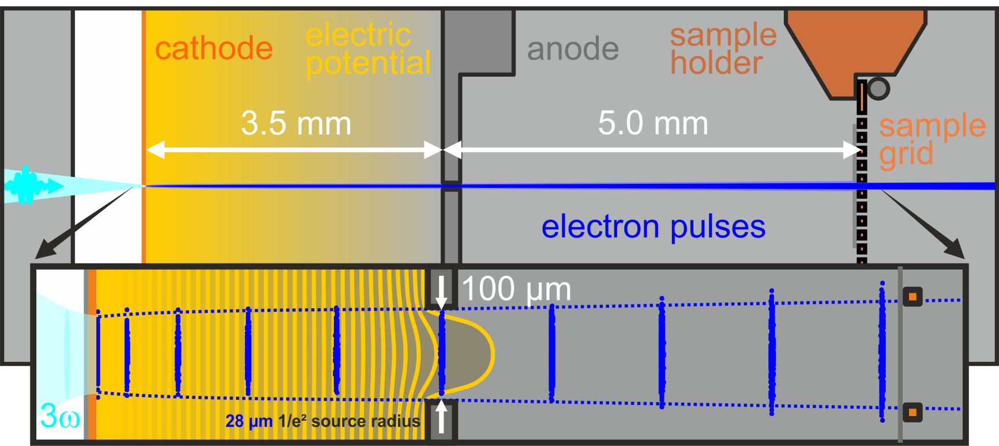 cathode
electric
potential
anode
sample
holder
3.5 mm
5.0 mm
sample
grid
electron pulses
100 µm
3ω
28 µm 1/e² source radius